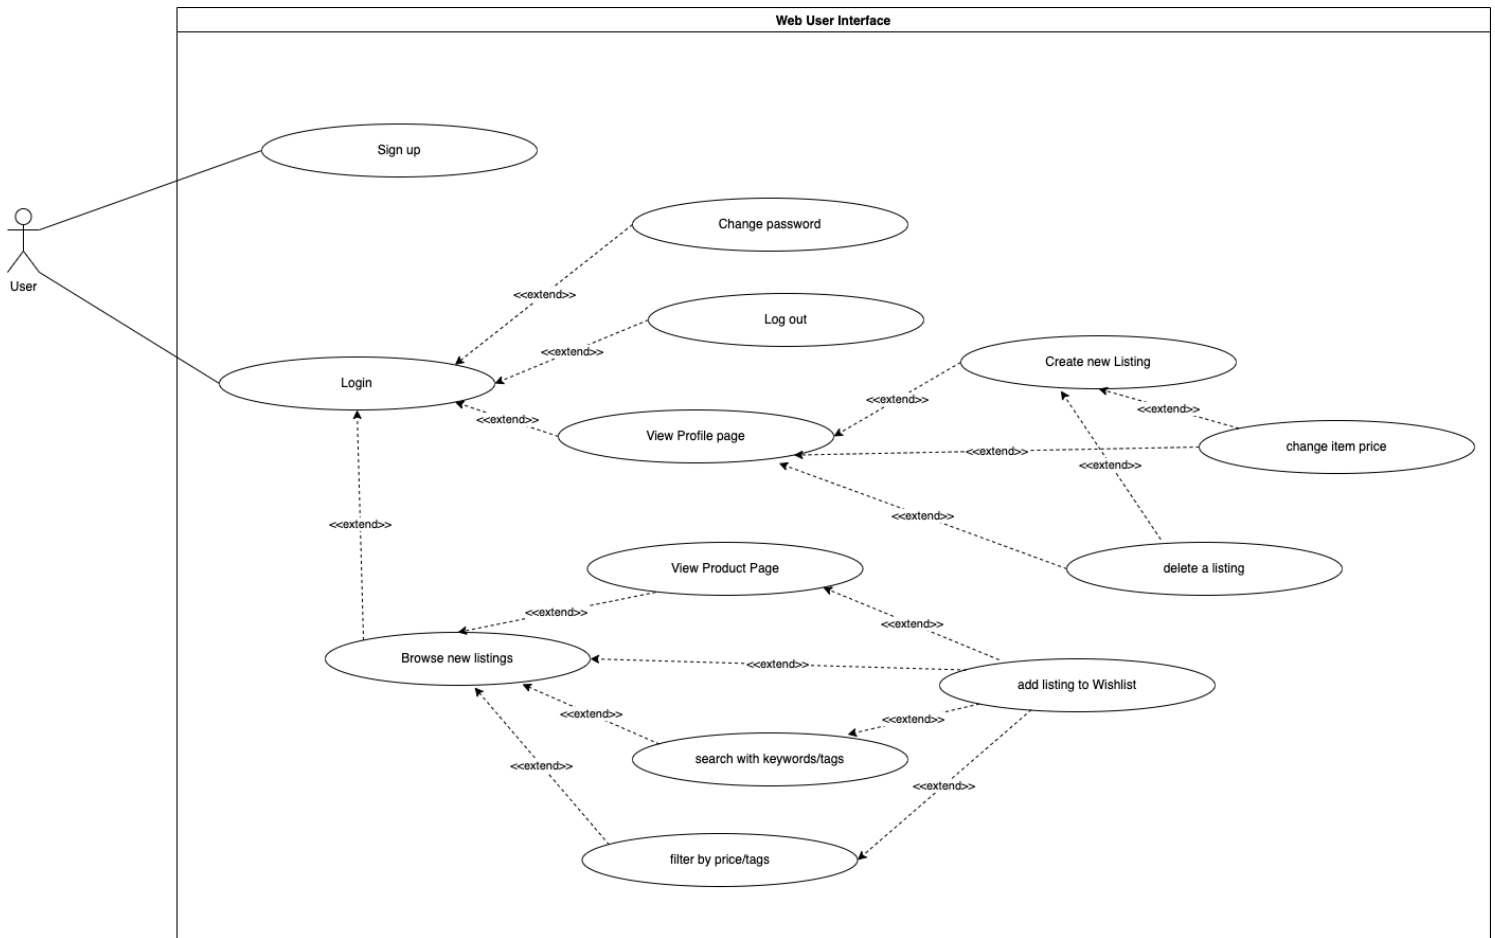 Web User Interface
Sign up
Change password
User
<<extend>>
Log out
<<extend>>
Create new Listing
Login
<<extend>>
<<extend>>
<<extend>>
View Profile page
change item price
<<extend>>
<<extend>>
<<extend>>
<<extend>>
View Product Page
delete a listing
<<extend>>
<<extend>>
Browse new listings
<<extend>>
add listing to Wishlist
<<extend>>
<<extend>>
search with keywords/tags
<<extend>>
<<extend>>
filter by price/tags